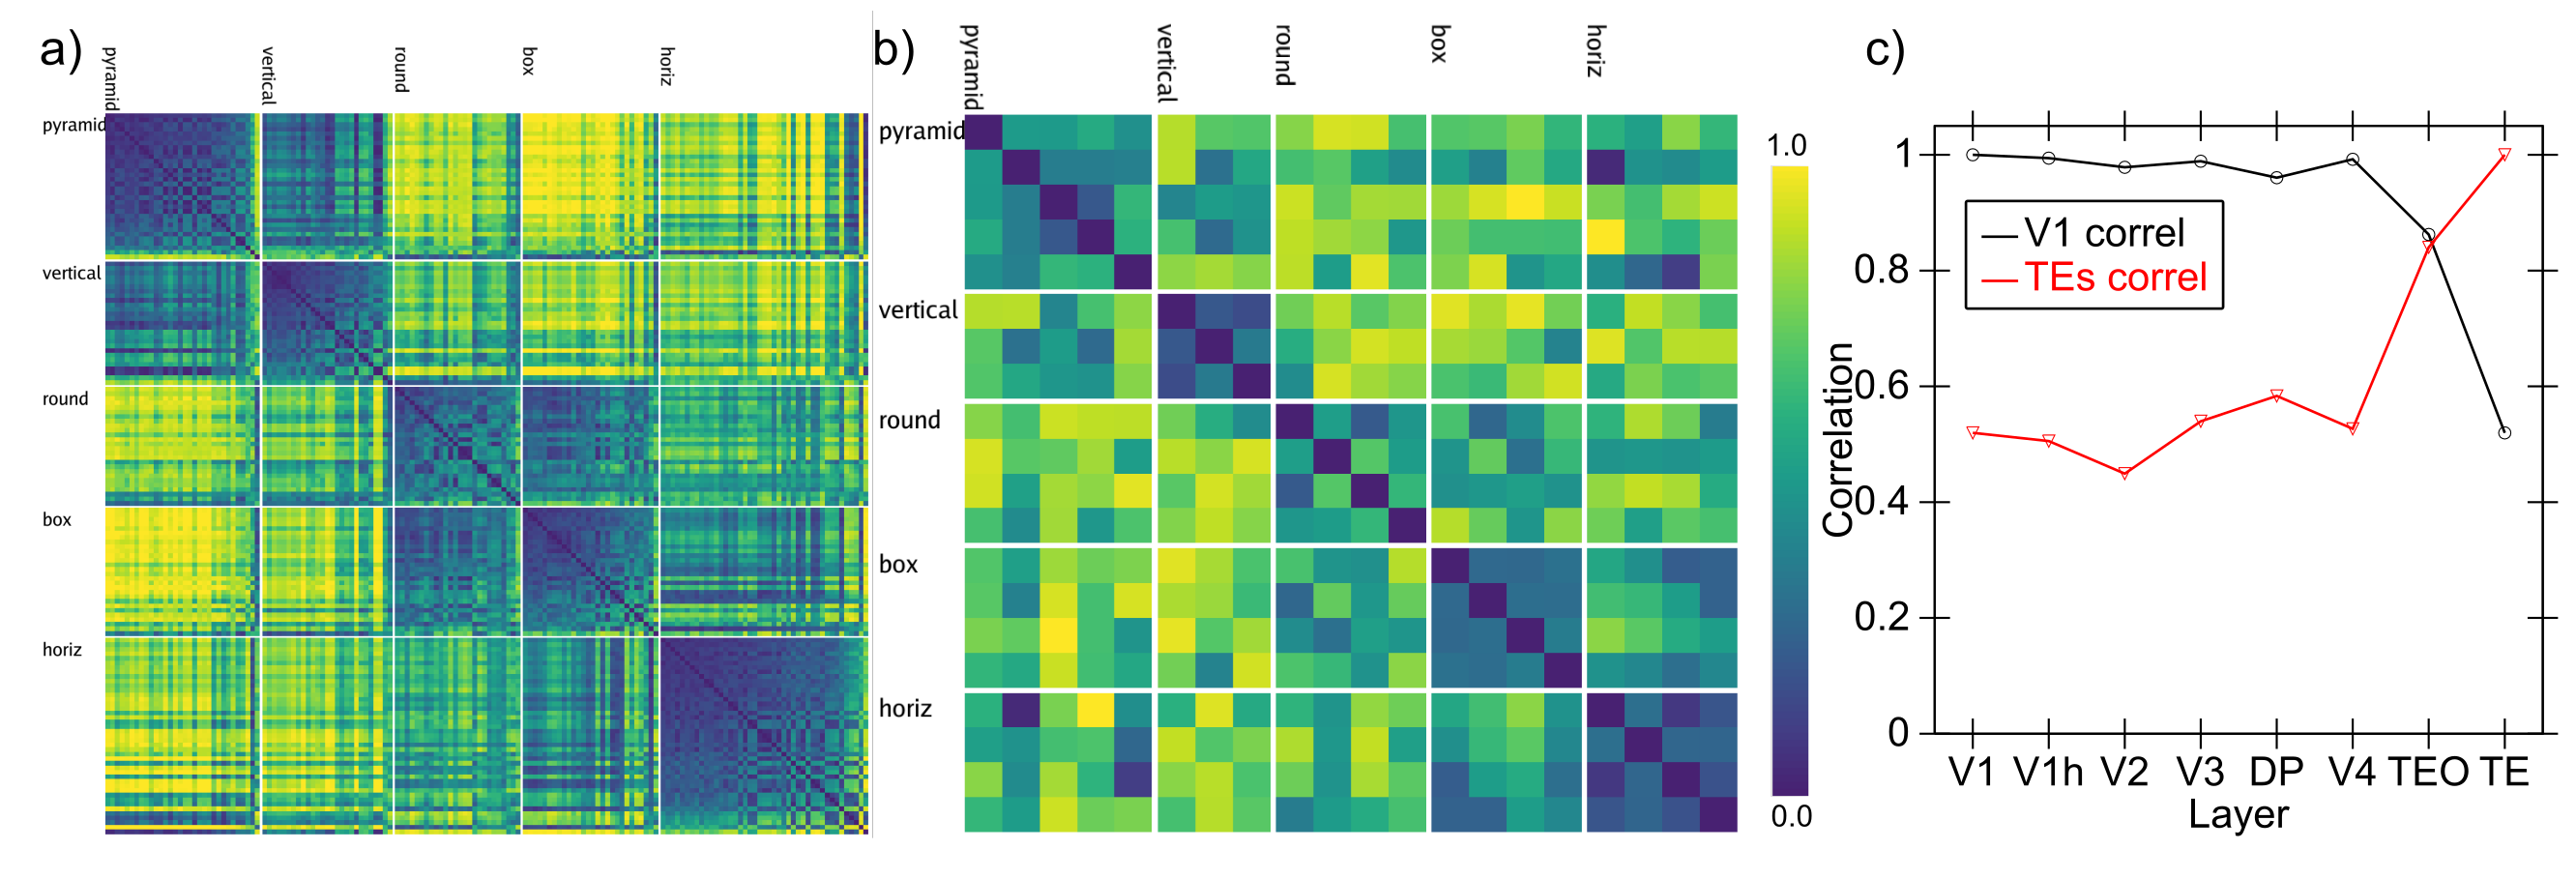 a)
pyramid
vertical
round
box
horiz
pyramid
vertical
round
box
horiz
b)
pyramid
vertical
round
box
horiz
pyramid
vertical
round
box
horiz
1.0
0.0
Correlation
c)
1
0.8
0.6
0.4
0.2
0
V1 correl
TEs correl
V1 V1h V2 V3 DP V4 TEO TE
Layer